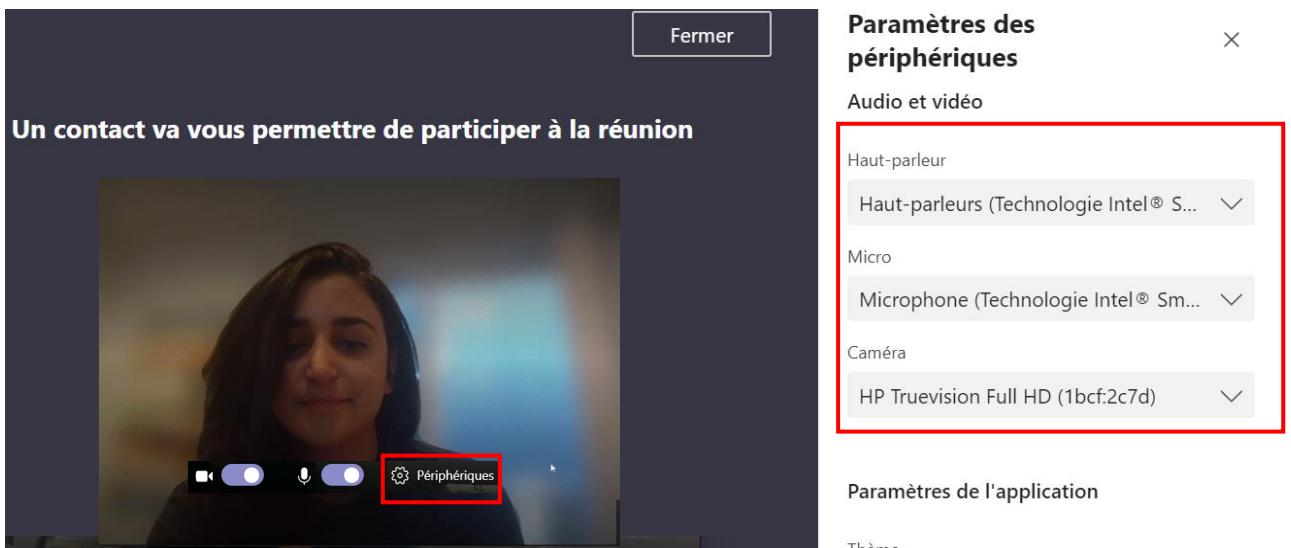 Fermer
Un contact va vous permettre de participer à la réunion
Périphériques
Paramètres des
périphériques
Audio et vidéo
Haut-parleur
Haut-parleurs (Technologie Intel® S...
Micro
Microphone (Technologie Intel® Sm...
Caméra
HP Truevision Full HD (1bcf:2c7d)
Paramètres de l'application
Thème